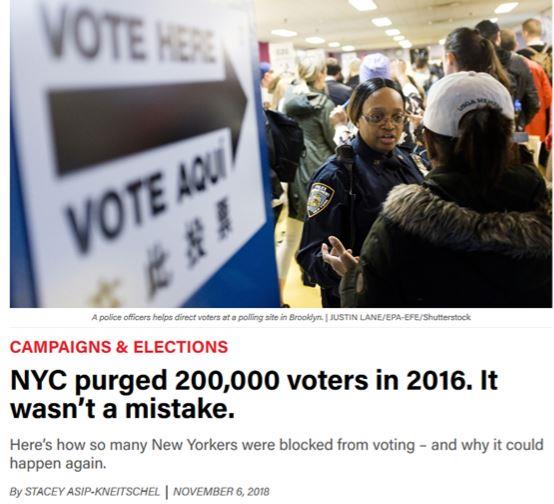 VOTE HERE
VOTE AQUÍ
在此投票
A police officers helps direct voters at a polling site in Brooklyn. | JUSTIN LANE/EPA-EFE/Shutterstock
CAMPAIGNS & ELECTIONS
NYC purged 200,000 voters in 2016. It
wasn't a mistake.
Here's how so many New Yorkers were blocked from voting – and why it could
happen again.
By STACEY ASIP-KNEITSCHEL | NOVEMBER 6, 2018